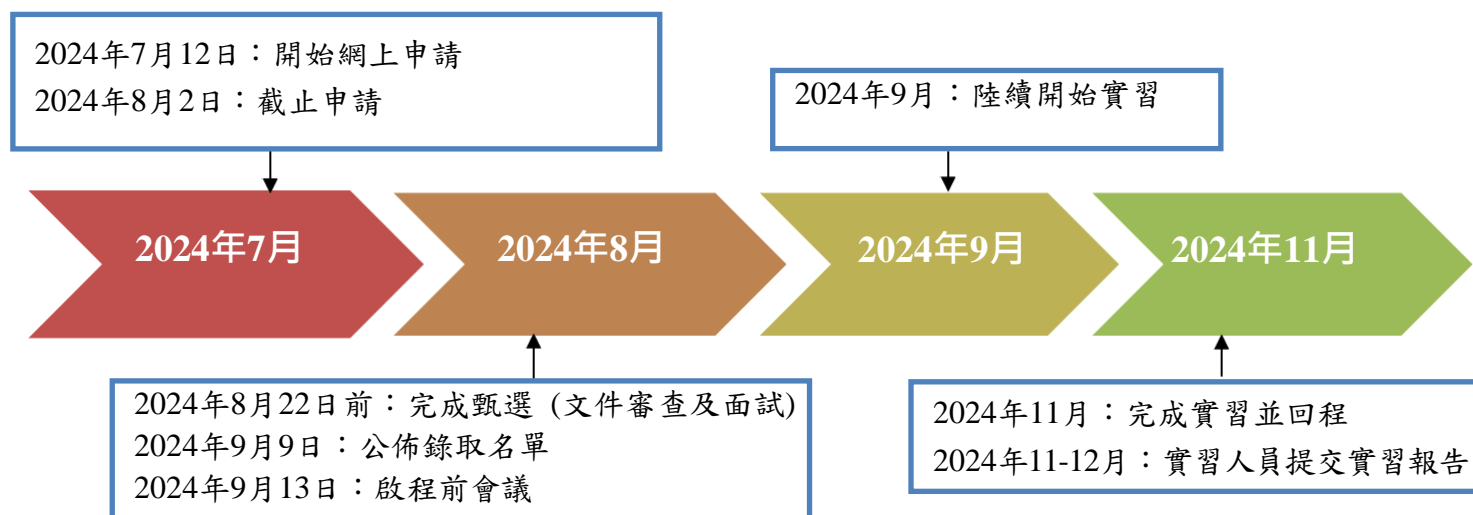 2024年7月12日：開始網上申請
2024年8月2日：截止申請
2024年9月：陸續開始實習
2024年7月
2024年8月
2024年9月
2024年11月
2024年8月22日前：完成甄選 (文件審查及面試)
2024年9月9日：公佈錄取名單
2024年9月13日：啟程前會議
2024年11月：完成實習並回程
2024年11-12月：實習人員提交實習報告